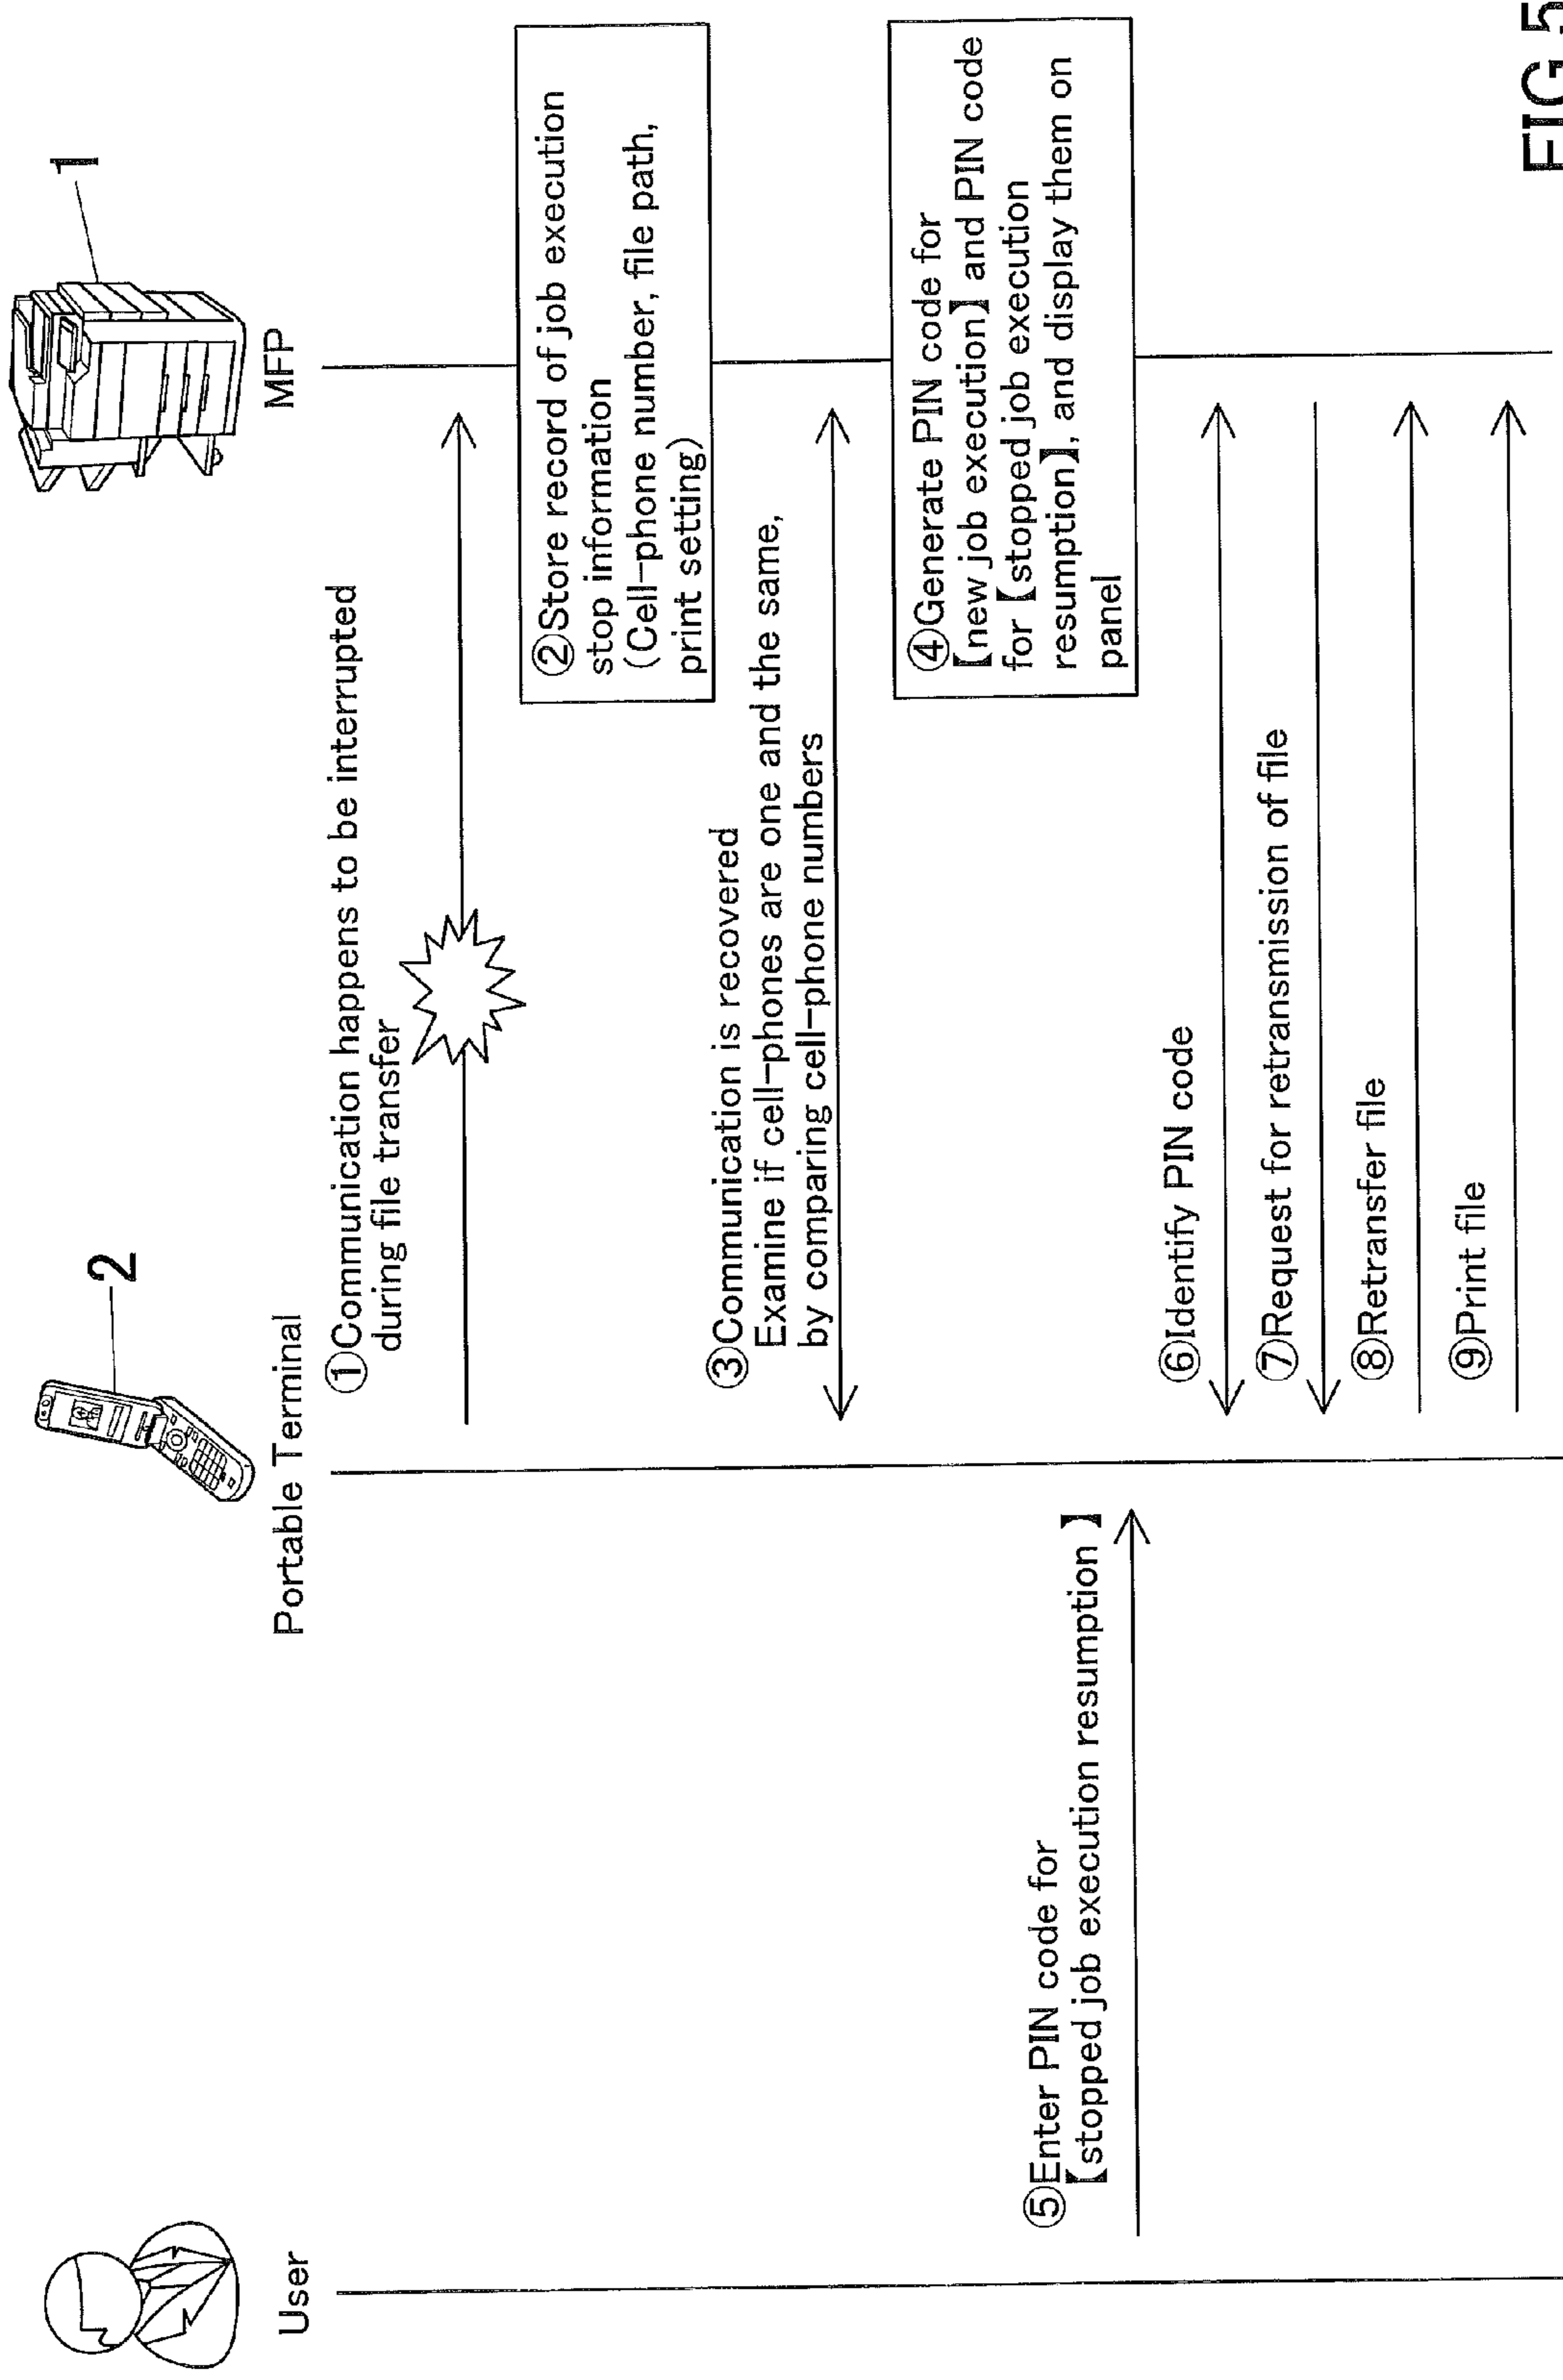 User
2
Portable Terminal
1
MFP
①Communication happens to be interrupted
during file transfer
②Store record of job execution
stop information
(Cell-phone number, file path,
print setting)
③Communication is recovered
Examine if cell-phones are one and the same,
by comparing cell-phone numbers
④Generate PIN code for
【new job execution】 and PIN code
for 【stopped job execution
resumption】, and display them on
panel
⑤Enter PIN code for
【stopped job execution resumption】
⑥Identify PIN code
⑦Request for retransmission of file
⑧Retransfer file
⑨Print file
FIG.5